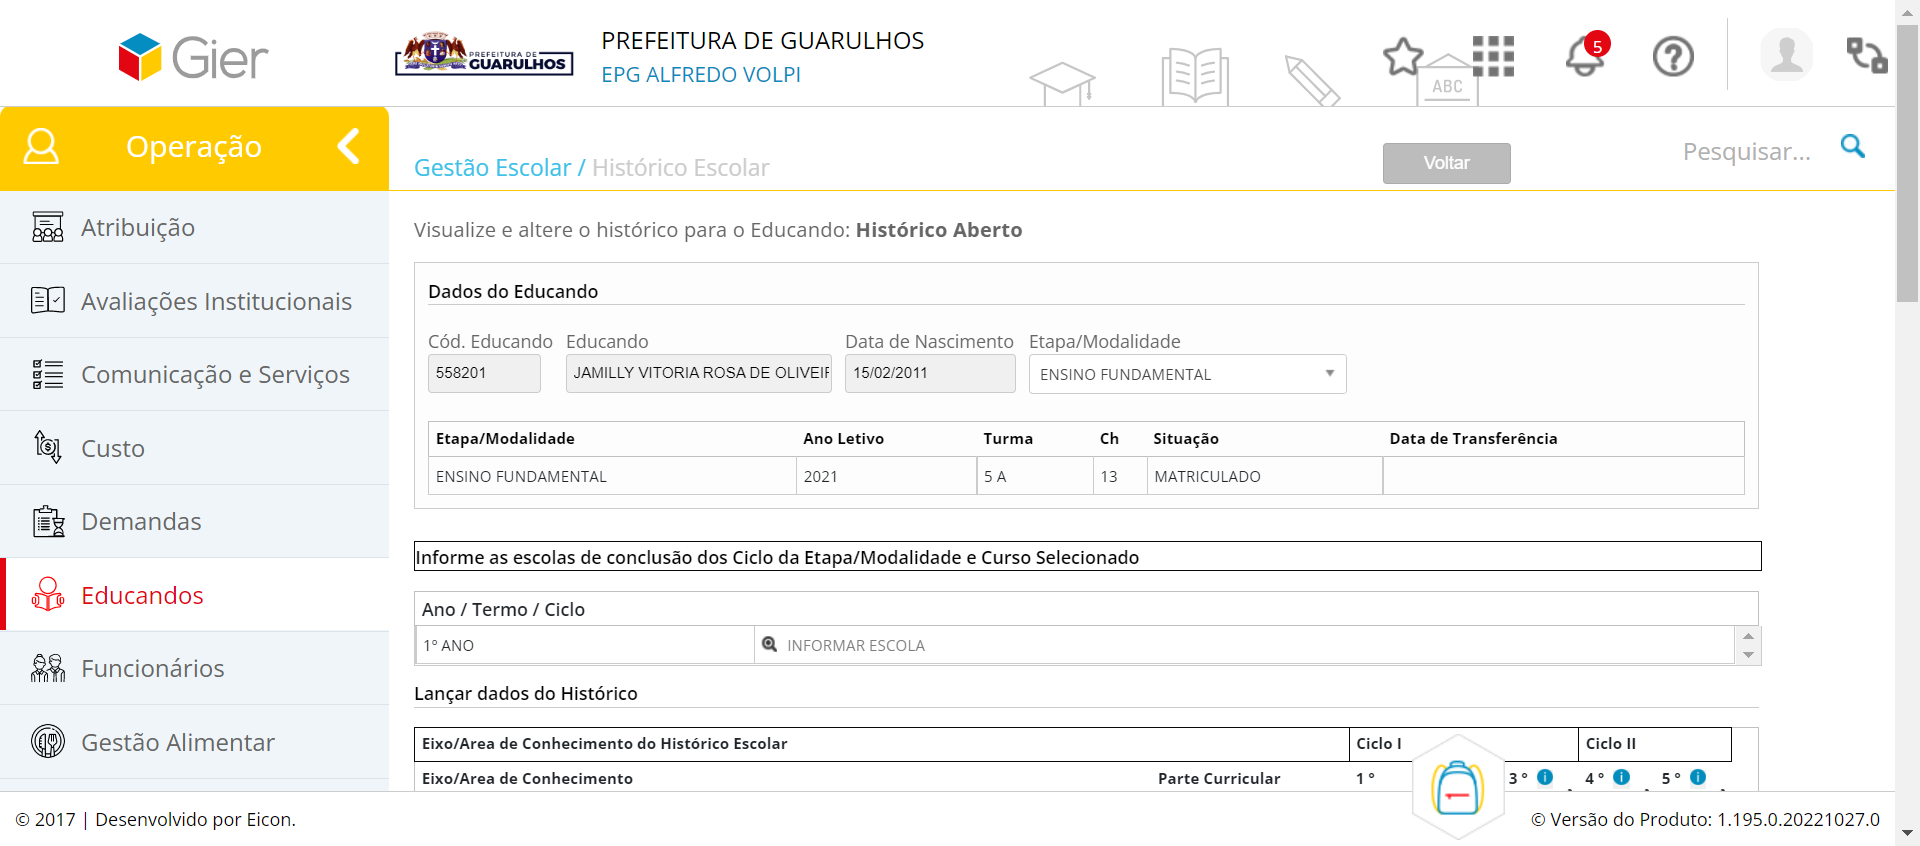 Gier
PREFEITURA DE
GUARULHOS
PREFEITURA DE GUARULHOS
EPG ALFREDO VOLPI
ABC
5
Operação
Gestão Escolar / Histórico Escolar
Voltar
Pesquisar...
Atribuição
Avaliações Institucionais
Comunicação e Serviços
Custo
Demandas
Educandos
Funcionários
Gestão Alimentar
Visualize e altere o histórico para o Educando: Histórico Aberto
Dados do Educando
Cód. Educando Educando Data de Nascimento Etapa/Modalidade
558201 JAMILLY VITORIA ROSA DE 15/02/2011 ENSINO FUNDAMENTAL
Etapa/Modalidade Ano Letivo Turma Ch Situação Data de Transferência
ENSINO FUNDAMENTAL 2021 5 A 13 MATRICULADO
Informe as escolas de conclusão dos Ciclo da Etapa/Modalidade e Curso Selecionado
Ano / Termo / Ciclo
1º ANO INFORMAR ESCOLA
Lançar dados do Histórico
Eixo/Area de Conhecimento do Histórico Escolar Ciclo I Ciclo II
Eixo/Area de Conhecimento Parte Curricular 1 º 3 º 4 º 5 º
© 2017 | Desenvolvido por Eicon.
© Versão do Produto: 1.195.0.20221027.0